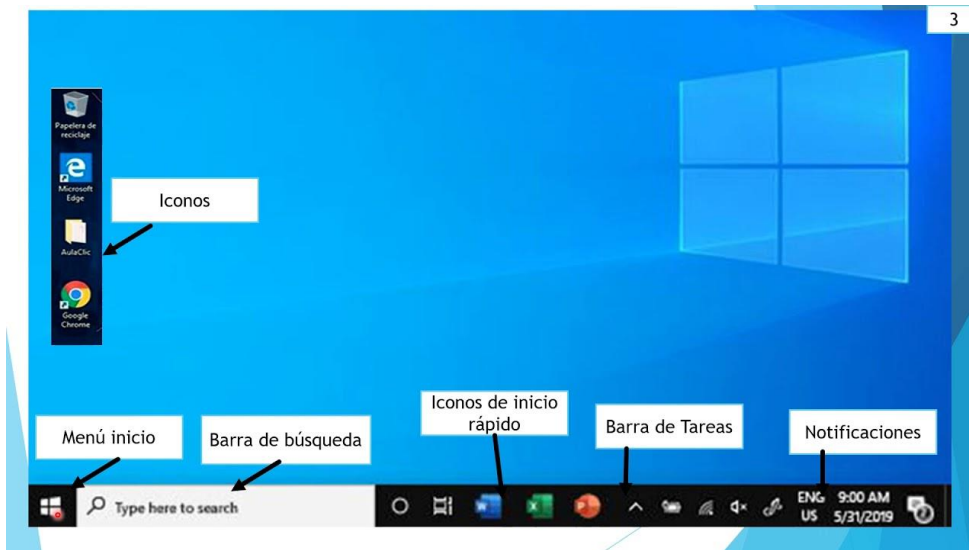 3
Papelera de
reciclaje
Microsoft
Edge
Iconos
AulaClic
Google
Chrome
Menú inicio
Barra de búsqueda
Iconos de inicio
rápido
Barra de Tareas
Notificaciones
Type here to search
ENG 9:00 AM
US 5/31/2019